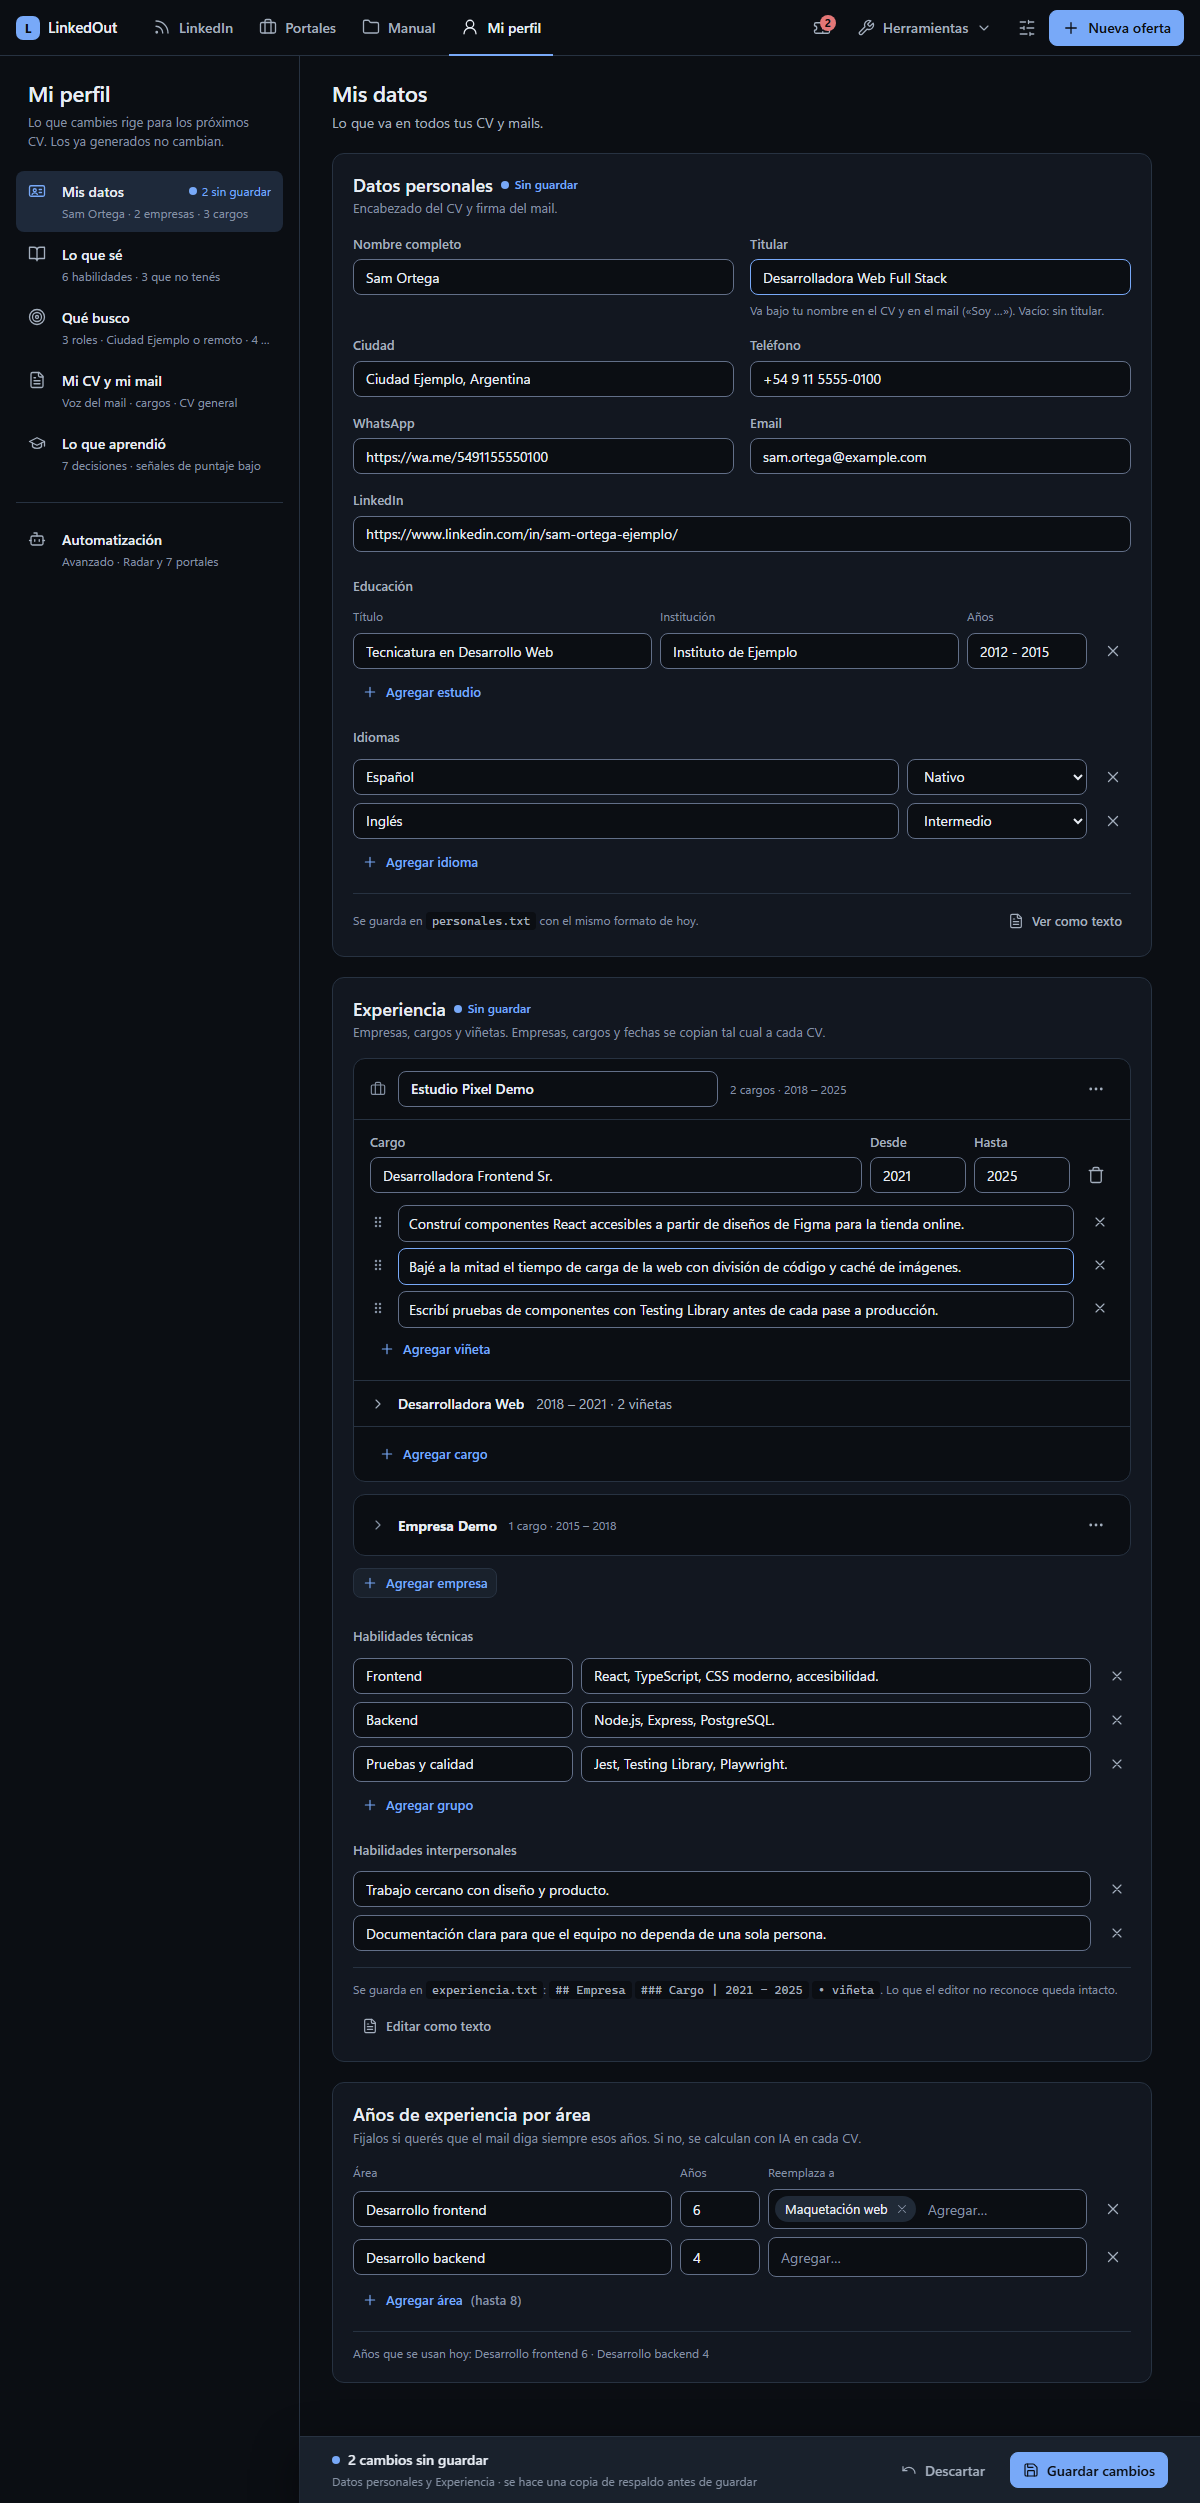 L LinkedOut LinkedIn Portales Manual Mi perfil 2 Herramientas Nueva oferta
Mi perfil
Lo que cambies rige para los próximos
CV. Los ya generados no cambian.
Mis datos 2 sin guardar
Sam Ortega · 2 empresas · 3 cargos
Lo que sé
6 habilidades · 3 que no tenés
Qué busco
3 roles · Ciudad Ejemplo o remoto · 4 ...
Mi CV y mi mail
Voz del mail · cargos · CV general
Lo que aprendió
7 decisiones · señales de puntaje bajo
Automatización
Avanzado · Radar y 7 portales
Mis datos
Lo que va en todos tus CV y mails.
Datos personales Sin guardar
Encabezado del CV y firma del mail.
Nombre completo Titular
Sam Ortega Desarrolladora Web Full Stack
Va bajo tu nombre en el CV y en el mail («Soy ...»). Vacío: sin titular.
Ciudad Teléfono
Ciudad Ejemplo, Argentina +54 9 11 5555-0100
WhatsApp Email
https://wa.me/5491155550100 sam.ortega@example.com
LinkedIn
https://www.linkedin.com/in/sam-ortega-ejemplo/
Educación
Título Institución Años
Tecnicatura en Desarrollo Web Instituto de Ejemplo 2012 - 2015
Agregar estudio
Idiomas
Español Nativo
Inglés Intermedio
Agregar idioma
Se guarda en personales.txt con el mismo formato de hoy. Ver como texto
Experiencia Sin guardar
Empresas, cargos y viñetas. Empresas, cargos y fechas se copian tal cual a cada CV.
Estudio Pixel Demo 2 cargos · 2018 – 2025
Cargo Desde Hasta
Desarrolladora Frontend Sr. 2021 2025
Construí componentes React accesibles a partir de diseños de Figma para la tienda online.
Bajé a la mitad el tiempo de carga de la web con división de código y caché de imágenes.
Escribí pruebas de componentes con Testing Library antes de cada pase a producción.
Agregar viñeta
Desarrolladora Web 2018 – 2021 · 2 viñetas
Agregar cargo
Empresa Demo 1 cargo · 2015 – 2018
Agregar empresa
Habilidades técnicas
Frontend React, TypeScript, CSS moderno, accesibilidad.
Backend Node.js, Express, PostgreSQL.
Pruebas y calidad Jest, Testing Library, Playwright.
Agregar grupo
Habilidades interpersonales
Trabajo cercano con diseño y producto.
Documentación clara para que el equipo no dependa de una sola persona.
Se guarda en experiencia.txt : ## Empresa ### Cargo | 2021 – 2025 • viñeta . Lo que el editor no reconoce queda intacto.
Editar como texto
Años de experiencia por área
Fijalos si querés que el mail diga siempre esos años. Si no, se calculan con IA en cada CV.
Área Años Reemplaza a
Desarrollo frontend 6 Maquetación web Agregar...
Desarrollo backend 4 Agregar...
Agregar área (hasta 8)
Años que se usan hoy: Desarrollo frontend 6 · Desarrollo backend 4
2 cambios sin guardar
Datos personales y Experiencia · se hace una copia de respaldo antes de guardar
Descartar Guardar cambios